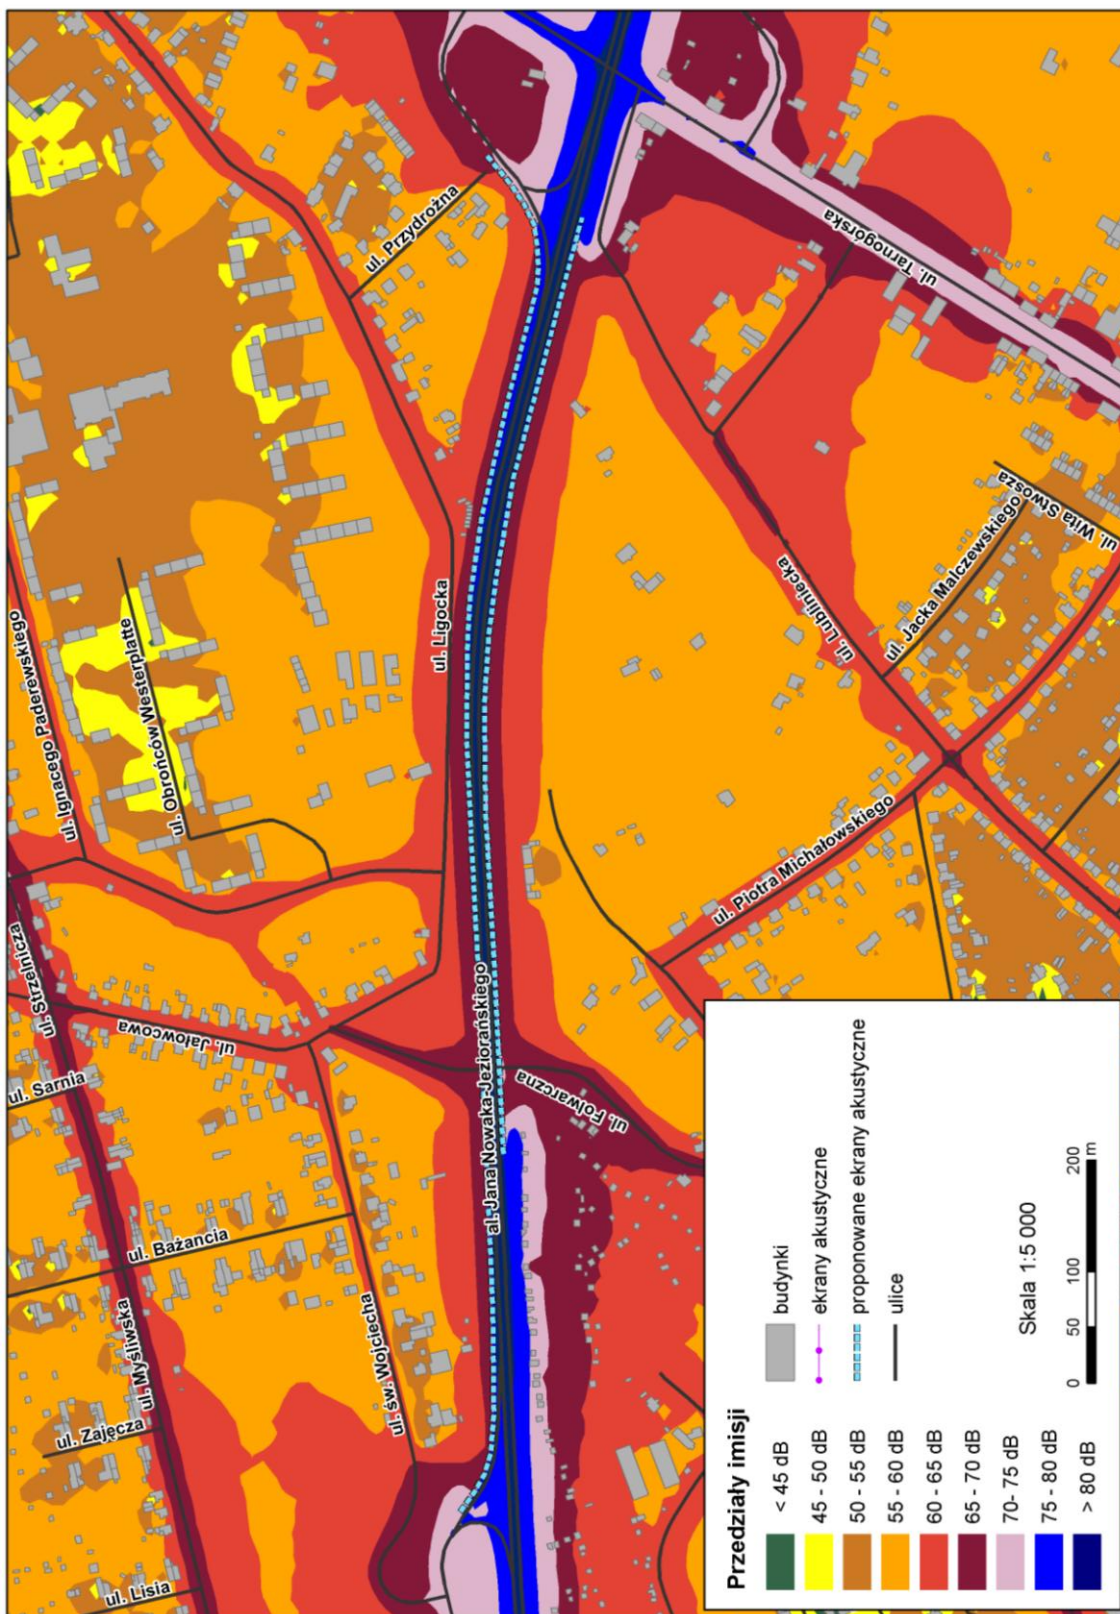 ul. Lisia
ul. Zajęcza
ul. Myśliwska
ul. Bażancia
ul. Sarnia
ul. Strzelnicza
ul. Jałowcowa
ul. św. Wojciecha
ul. Ignacego Paderewskiego
ul. Obrońców Westerplatte
ul. Ligocka
ul. Przydrożna
al. Jana Nowaka-Jeziorańskiego
ul. Folwarczna
ul. Piotra Michałowskiego
ul. Lubliniecka
ul. Jacka Malczewskiego
ul. Wita Stwosza
ul. Tarnogórska
Przedziały imisji
< 45 dB
45 - 50 dB
50 - 55 dB
55 - 60 dB
60 - 65 dB
65 - 70 dB
70- 75 dB
75 - 80 dB
> 80 dB
budynki
ekrany akustyczne
proponowane ekrany akustyczne
ulice
Skala 1:5 000
0 50 100 200
m